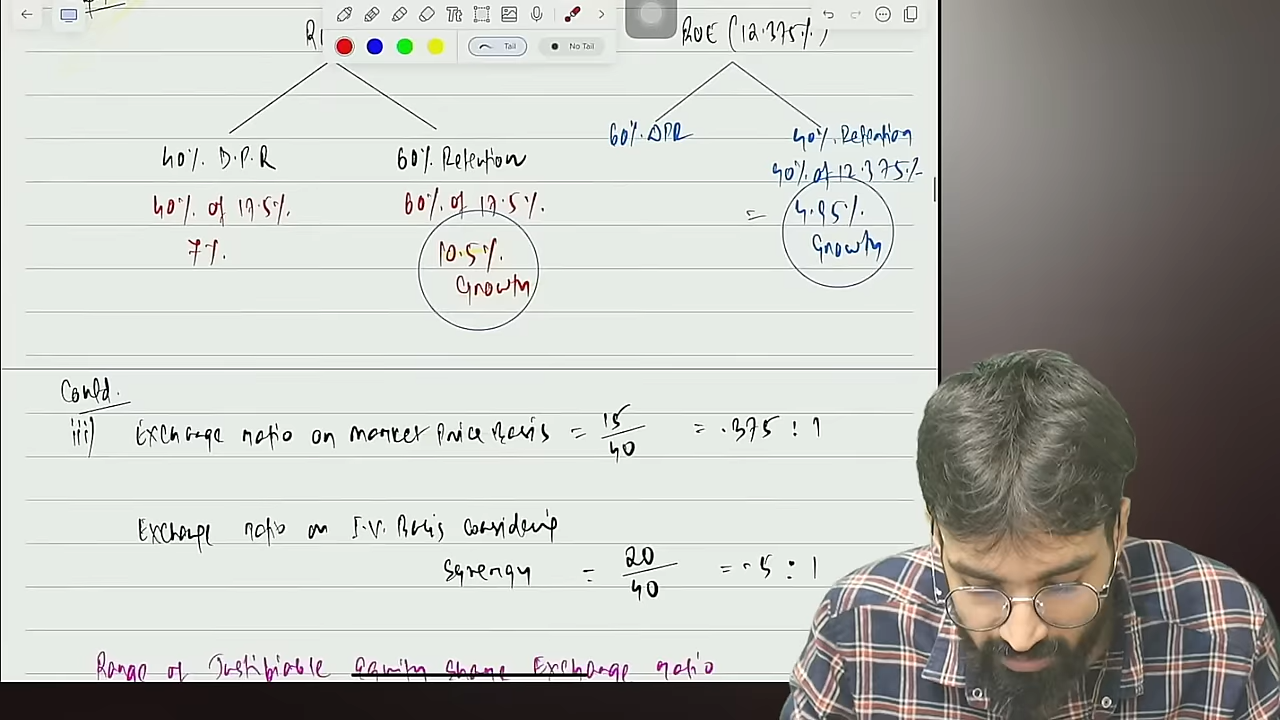 Tail
No Tail
ROE (12.375%)
40% D.P.R
60% Retention
40% of 17.5%
60% of 17.5%
7%
10.5%
Growth
60% DPR
40% Retention
40% of 12.375%
= 4.95%
Growth
Contd.
iii) Exchange ratio on market Price Basis = 15/40 = .375 : 1
Exchange ratio on I.V. Basis considering
Synergy = 20/40 = .5 : 1
Range of Justifiable equity share Exchange ratio